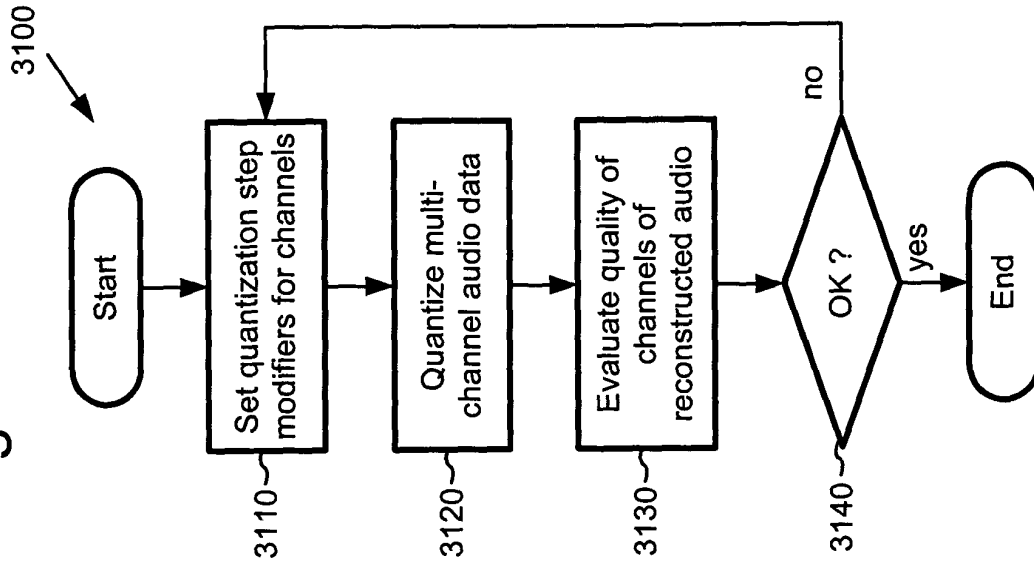 3100
Start
Set quantization step
modifiers for channels
3110
Quantize multi-
channel audio data
3120
Evaluate quality of
channels of
reconstructed audio
3130
OK ?
3140
no
yes
End